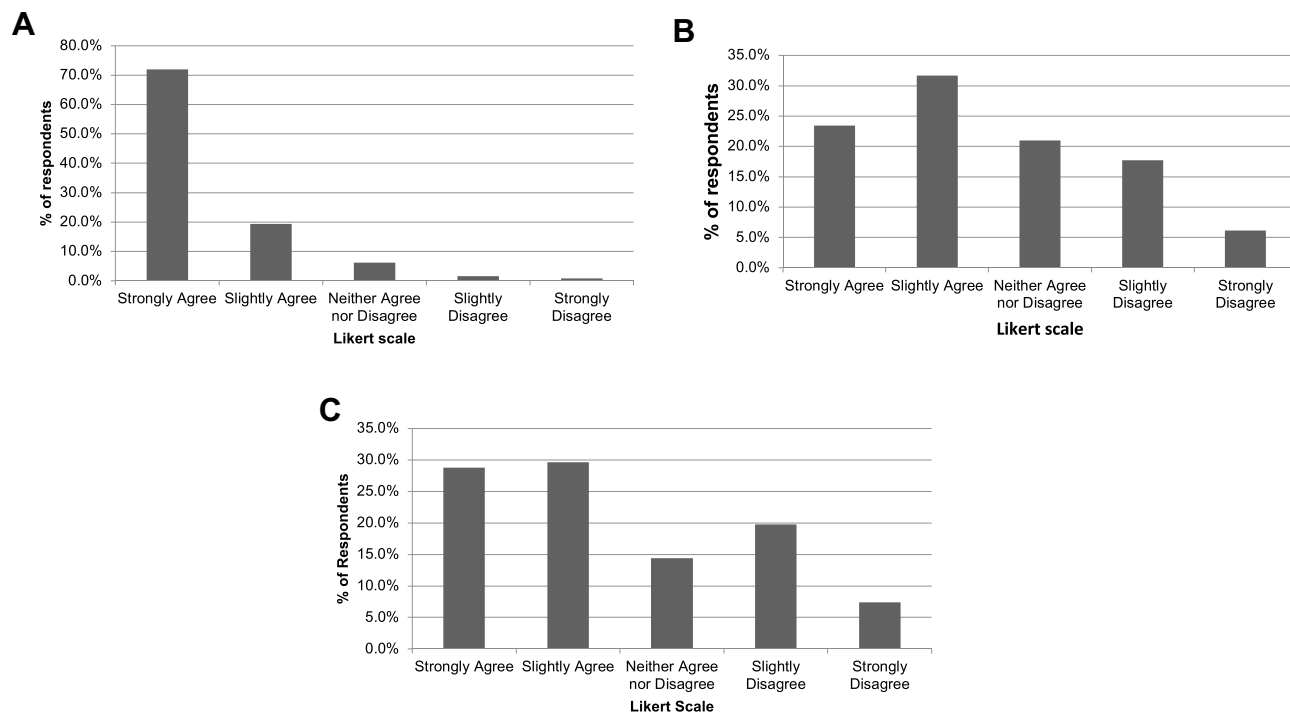 A
80.0%
70.0%
60.0%
50.0%
40.0%
30.0%
20.0%
10.0%
0.0%
% of respondents
Strongly Agree
Slightly Agree
Neither Agree
nor Disagree
Slightly
Disagree
Strongly
Disagree
Likert scale
B
35.0%
30.0%
25.0%
20.0%
15.0%
10.0%
5.0%
0.0%
% of respondents
Strongly Agree
Slightly Agree
Neither Agree
nor Disagree
Slightly
Disagree
Strongly
Disagree
Likert scale
C
35.0%
30.0%
25.0%
20.0%
15.0%
10.0%
5.0%
0.0%
% of Respondents
Strongly Agree
Slightly Agree
Neither Agree
nor Disagree
Slightly
Disagree
Strongly
Disagree
Likert Scale